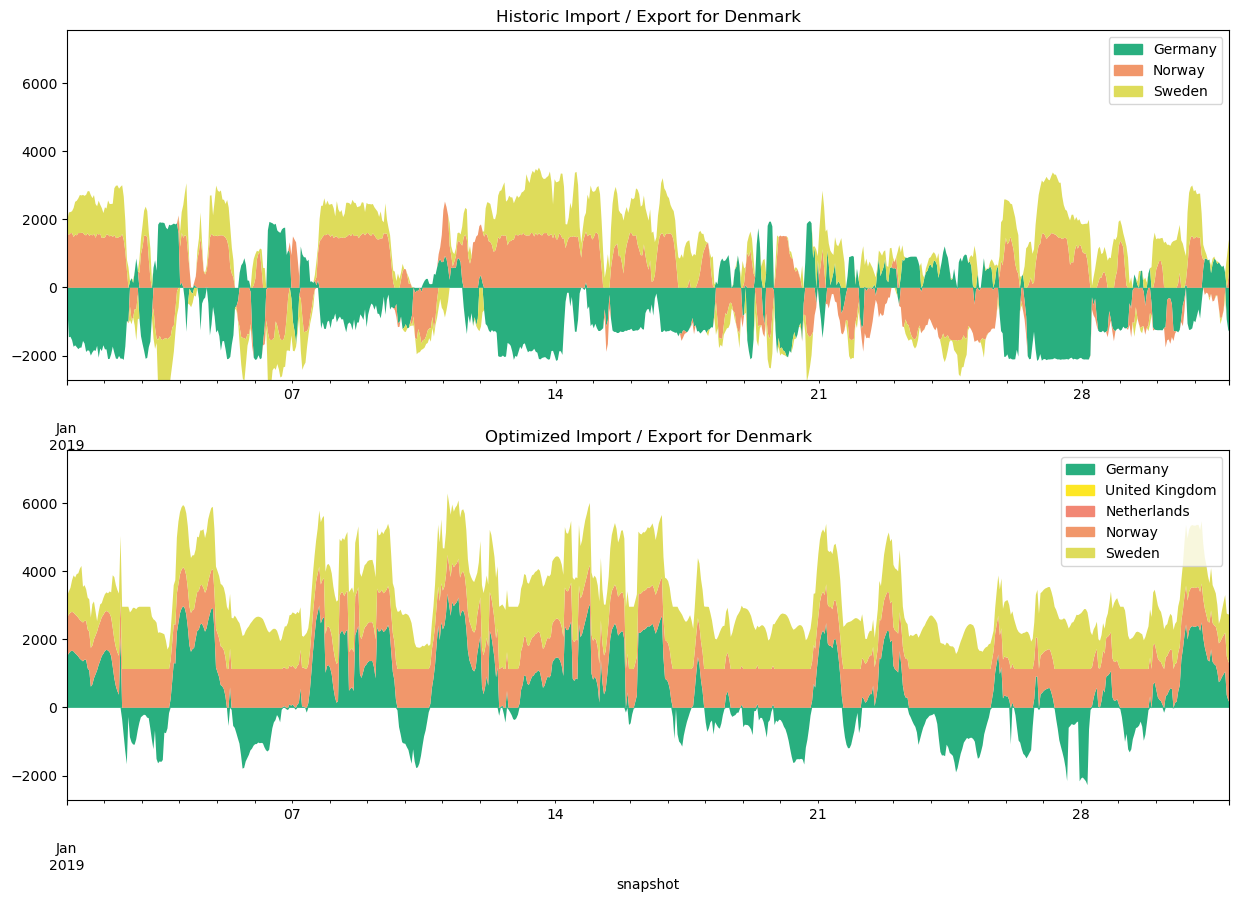 Historic Import / Export for Denmark
6000
4000
2000
0
−2000
Germany
Norway
Sweden
07
14
21
28
Jan
2019
Optimized Import / Export for Denmark
6000
4000
2000
0
−2000
Germany
United Kingdom
Netherlands
Norway
Sweden
07
14
21
28
Jan
2019
snapshot